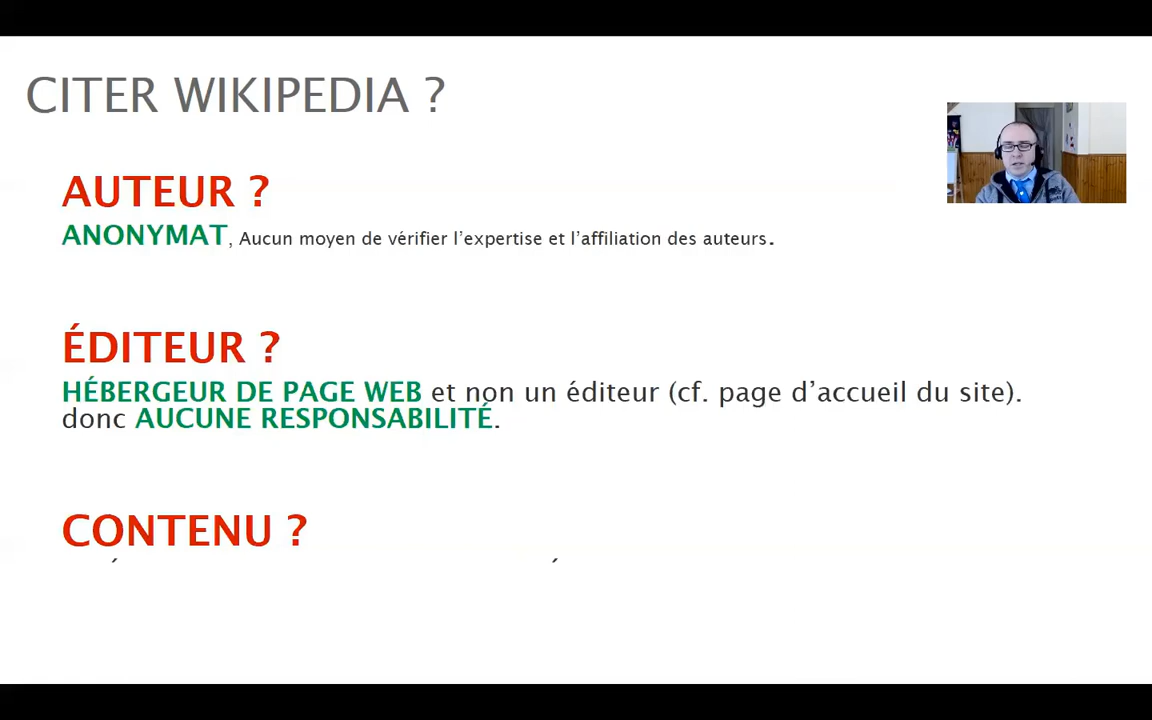 CITER WIKIPEDIA ?
AUTEUR ?
ANONYMAT, Aucun moyen de vérifier l’expertise et l’affiliation des auteurs.
ÉDITEUR ?
HÉBERGEUR DE PAGE WEB et non un éditeur (cf. page d’accueil du site).
donc AUCUNE RESPONSABILITÉ.
CONTENU ?